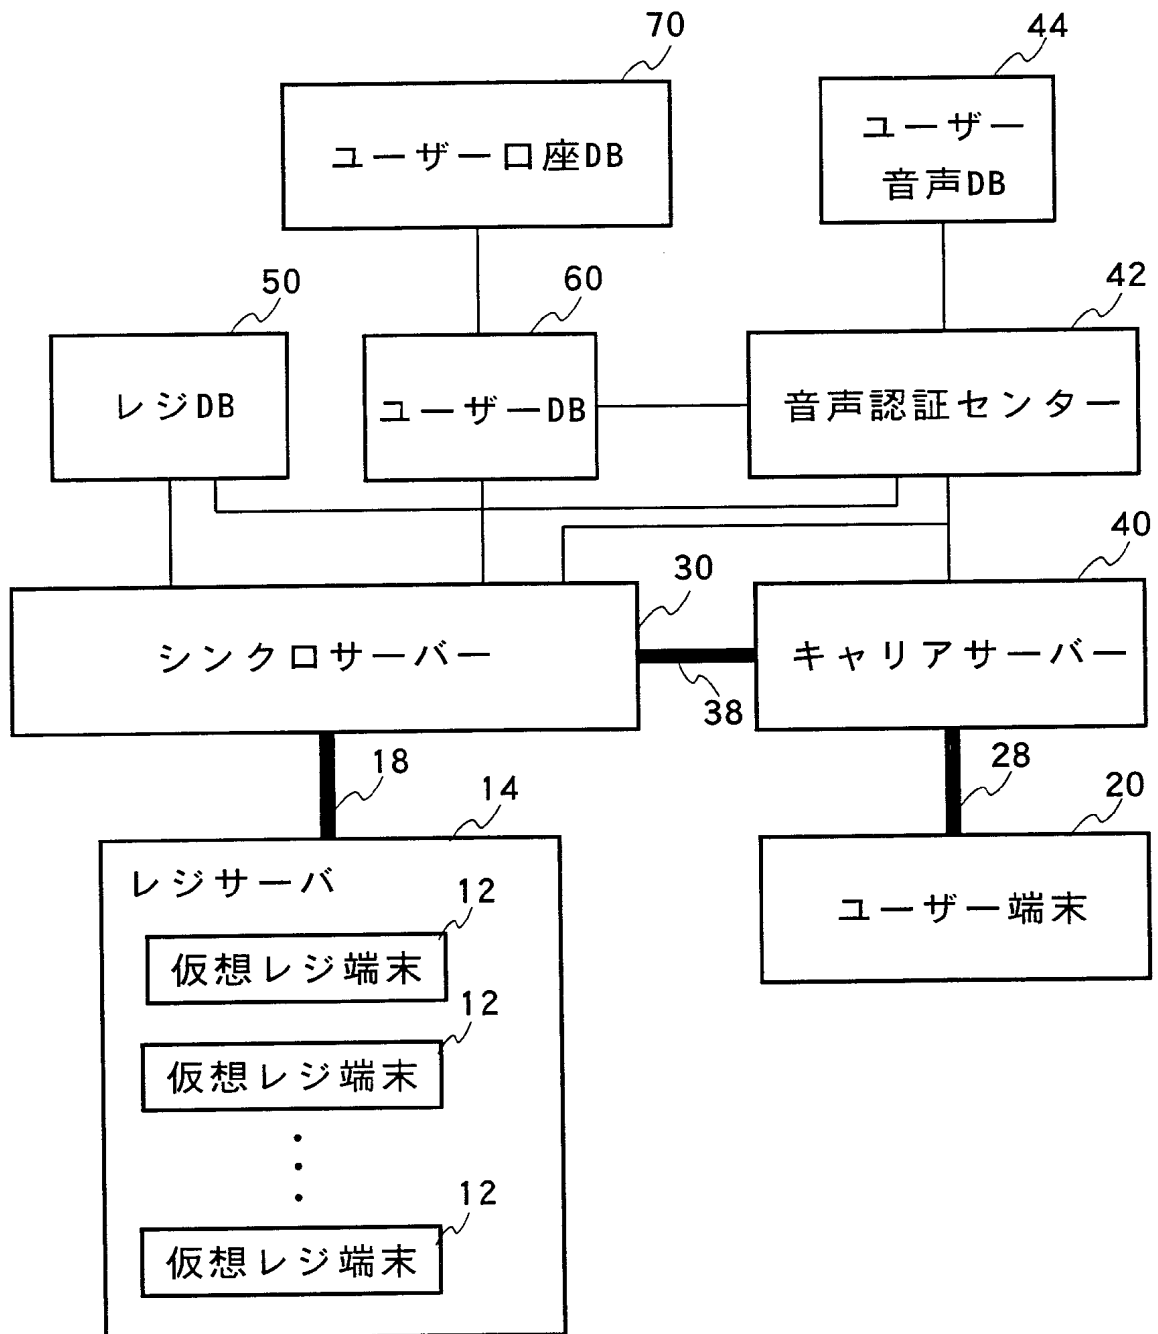 70
44
ユーザー口座DB
ユーザー
音声DB
50
60
42
レジDB
ユーザーDB
音声認証センター
30
40
シンクロサーバー
キャリアサーバー
38
18
28
14
20
レジサーバ
ユーザー端末
12
仮想レジ端末
12
仮想レジ端末
12
仮想レジ端末